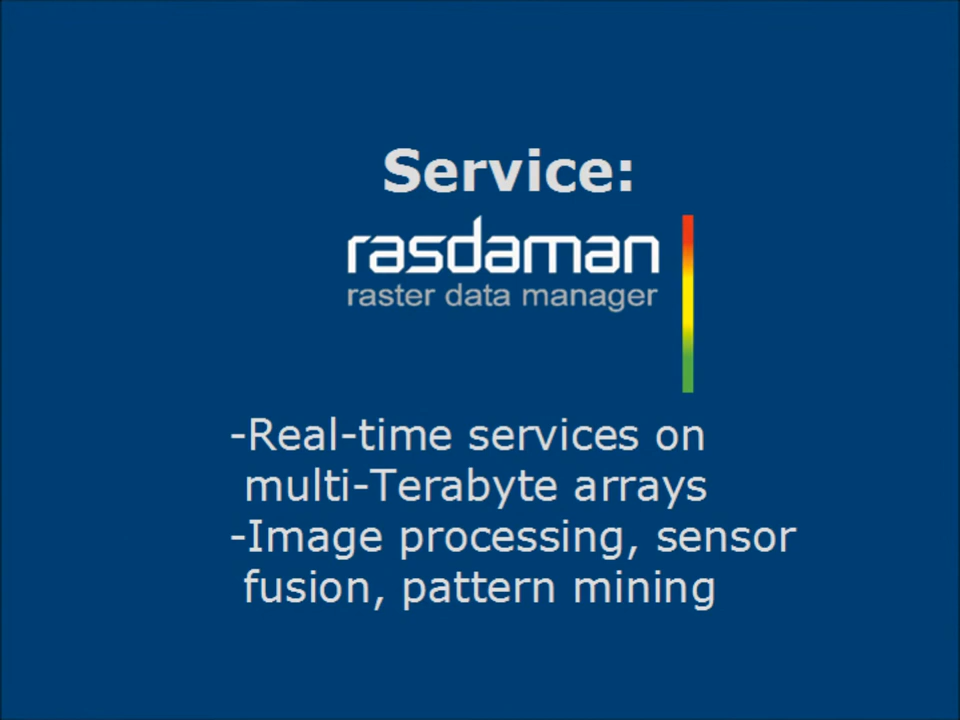 Service:
rasdaman
raster data manager
-Real-time services on
multi-Terabyte arrays
-Image processing, sensor
fusion, pattern mining